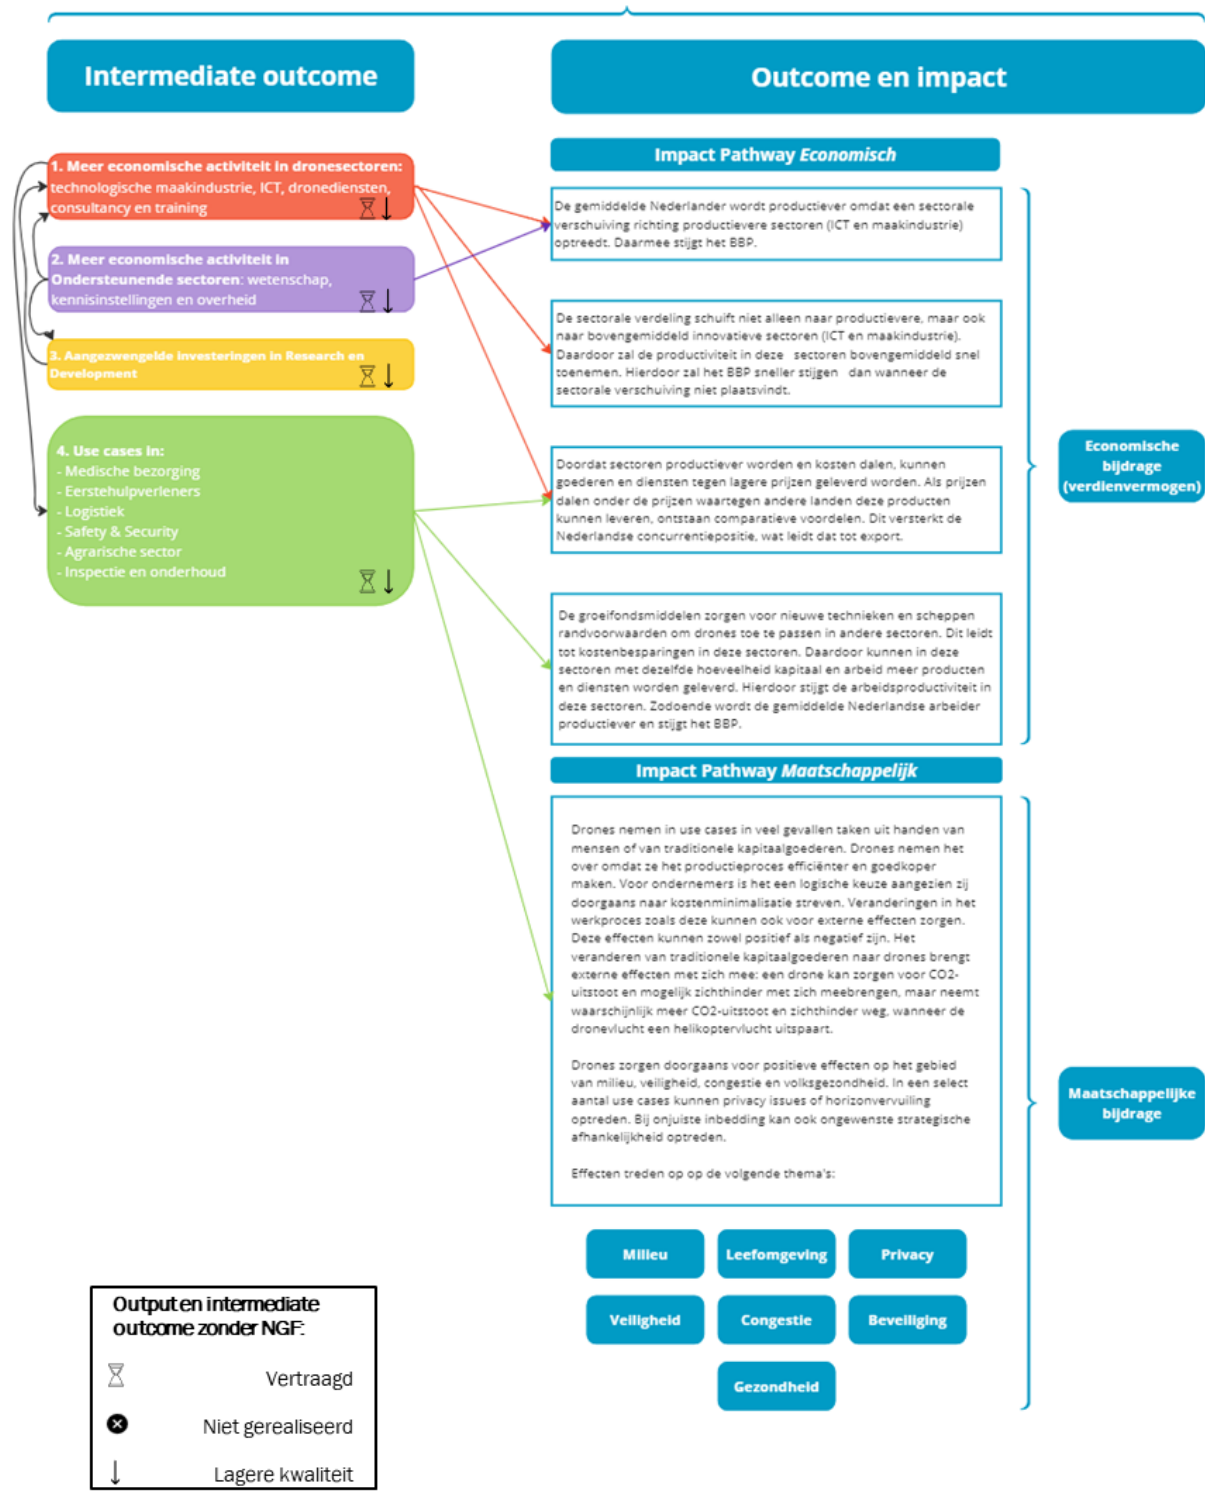 Intermediate outcome
Outcome en impact
1. Meer economische activiteit in dronesectoren:
technologische maakindustrie, ICT, dronediensten,
consultancy en training
2. Meer economische activiteit in
Ondersteunende sectoren: wetenschap,
kennisinstellingen en overheid
3. Aangezwengelde investeringen in Research en
Development
4. Use cases in:
- Medische bezorging
- Eerstehulpverleners
- Logistiek
- Safety & Security
- Agrarische sector
- Inspectie en onderhoud
Impact Pathway Economisch
De gemiddelde Nederlander wordt productiever omdat een sectorale
verschuiving richting productievere sectoren (ICT en maakindustrie)
optreedt. Daarmee stijgt het BBP.
De sectorale verdeling schuift niet alleen naar productievere, maar ook
naar bovengemiddeld innovatieve sectoren (ICT en maakindustrie).
Daardoor zal de productiviteit in deze sectoren bovengemiddeld snel
toenemen. Hierdoor zal het BBP sneller stijgen dan wanneer de
sectorale verschuiving niet plaatsvindt.
Doordat sectoren productiever worden en kosten dalen, kunnen
goederen en diensten tegen lagere prijzen geleverd worden. Als prijzen
dalen onder de prijzen waartegen andere landen deze producten
kunnen leveren, ontstaan comparatieve voordelen. Dit versterkt de
Nederlandse concurrentiepositie, wat leidt dat tot export.
De groeifondsmiddelen zorgen voor nieuwe technieken en scheppen
randvoorwaarden om drones toe te passen in andere sectoren. Dit leidt
tot kostenbesparingen in deze sectoren. Daardoor kunnen in deze
sectoren met dezelfde hoeveelheid kapitaal en arbeid meer producten
en diensten worden geleverd. Hierdoor stijgt de arbeidsproductiviteit in
deze sectoren. Zodoende wordt de gemiddelde Nederlandse arbeider
productiever en stijgt het BBP.
Economische
bijdrage
(verdienvermogen)
Impact Pathway Maatschappelijk
Drones nemen in use cases in veel gevallen taken uit handen van
mensen of van traditionele kapitaalgoederen. Drones nemen het
over omdat ze het productieproces efficiënter en goedkoper
maken. Voor ondernemers is het een logische keuze aangezien zij
doorgaans naar kostenminimalisatie streven. Veranderingen in het
werkproces zoals deze kunnen ook voor externe effecten zorgen.
Deze effecten kunnen zowel positief als negatief zijn. Het
veranderen van traditionele kapitaalgoederen naar drones brengt
externe effecten met zich mee: een drone kan zorgen voor CO2-
uitstoot en mogelijk zichthinder met zich meebrengen, maar neemt
waarschijnlijk meer CO2-uitstoot en zichthinder weg, wanneer de
dronevlucht een helikoptervlucht uitspaart.
Drones zorgen doorgaans voor positieve effecten op het gebied
van milieu, veiligheid, congestie en volksgezondheid. In een select
aantal use cases kunnen privacy issues of horizonvervuiling
optreden. Bij onjuiste inbedding kan ook ongewenste strategische
afhankelijkheid optreden.
Effecten treden op op de volgende thema's:
Maatschappelijke
bijdrage
Milieu
Leefomgeving
Privacy
Veiligheid
Congestie
Beveiliging
Gezondheid
Output en intermediate
outcome zonder NGF:
Vertraagd
Niet gerealiseerd
Lagere kwaliteit